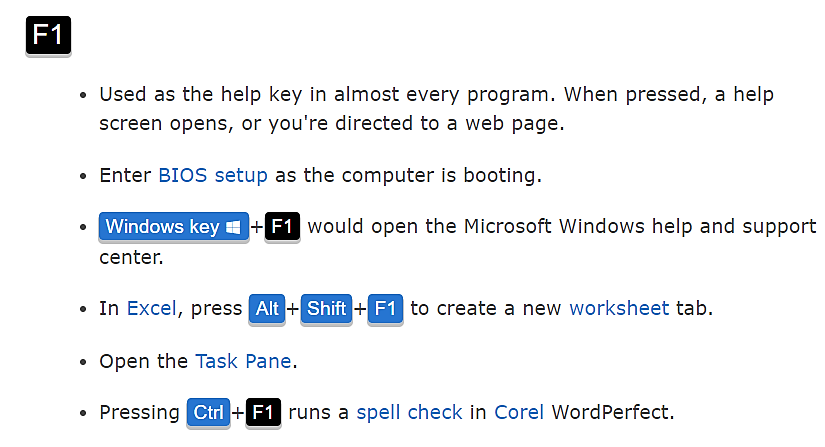 F1
Used as the help key in almost every program. When pressed, a help
screen opens, or you're directed to a web page.
Enter BIOS setup as the computer is booting.
Windows key+F1 would open the Microsoft Windows help and support
center.
In Excel, press Alt+Shift+F1 to create a new worksheet tab.
Open the Task Pane.
Pressing Ctrl+F1 runs a spell check in Corel WordPerfect.